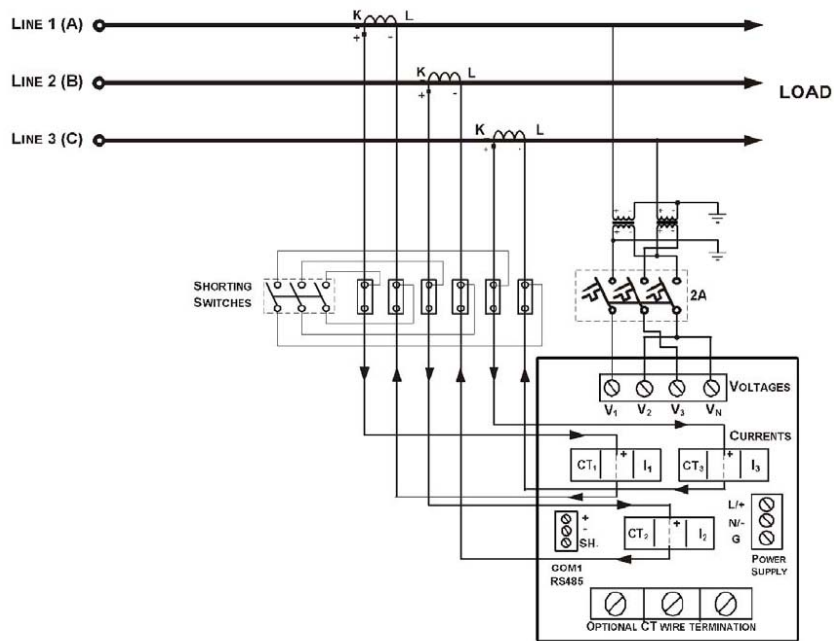 K L
LINE 1 (A)
+ -
K L
LINE 2 (B)
+ -
LOAD
K L
LINE 3 (C)
+ -
+ - + -
+ - + -
SHORTING
SWITCHES
2A
VOLTAGES
V1 V2 V3 VN
CURRENTS
CT1 + I1
CT3 + I3
L/+
N/-
G
POWER
SUPPLY
+
-
SH.
COM1
RS485
CT2 + I2
OPTIONAL CT WIRE TERMINATION